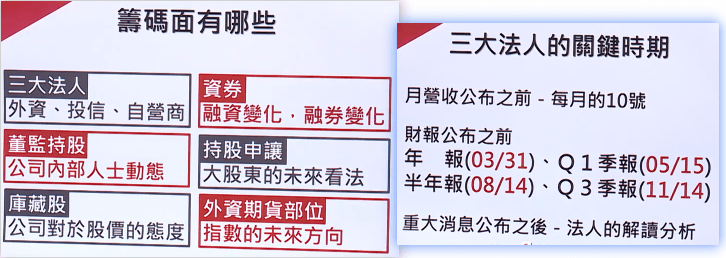 籌碼面有哪些
三大法人
外資、投信、自營商
資券
融資變化，融券變化
董監持股
公司內部人士動態
持股申讓
大股東的未來看法
庫藏股
公司對於股價的態度
外資期貨部位
指數的未來方向
三大法人的關鍵時期
月營收公布之前 - 每月的10號
財報公布之前
年　報(03/31)、Q1季報(05/15)
半年報(08/14)、Q3季報(11/14)
重大消息公布之後 - 法人的解讀分析